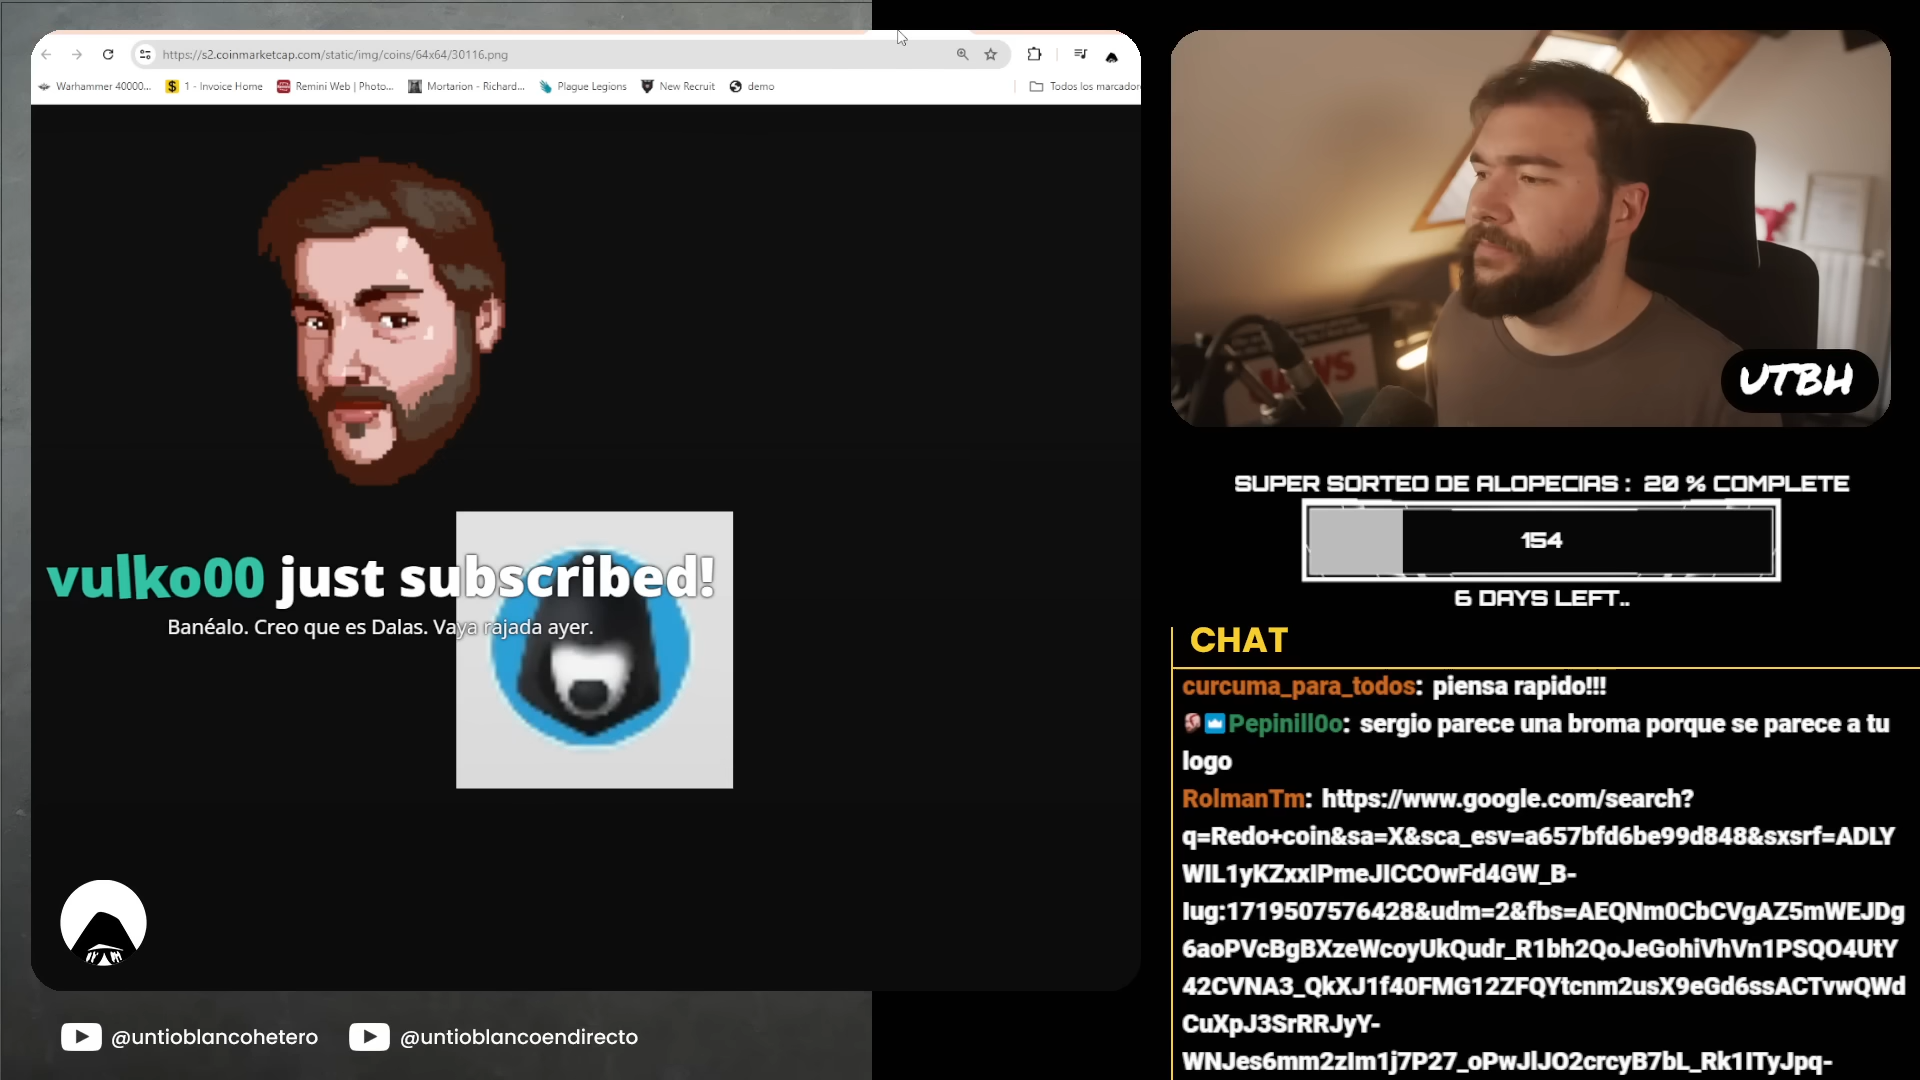 https://s2.coinmarketcap.com/static/img/coins/64x64/30116.png
Warhammer 40000... $ 1 - Invoice Home Remini Web | Photo... Mortarion - Richard... Plague Legions New Recruit demo Todos los marcador
UTBH
vulko00 just subscribed!
Banéalo. Creo que es Dalas. Vaya rajada ayer.
SUPER SORTEO DE ALOPECIAS : 20 % COMPLETE
154
6 DAYS LEFT..
CHAT
curcuma_para_todos: piensa rapido!!!
Pepinill0o: sergio parece una broma porque se parece a tu
logo
RolmanTm: https://www.google.com/search?
q=Redo+coin&sa=X&sca_esv=a657bfd6be99d848&sxsrf=ADLY
WIL1yKZxxIPmeJICCOwFd4GW_B-
Iug:1719507576428&udm=2&fbs=AEQNm0CbCVgAZ5mWEJDg
6aoPVcBgBXzeWcoyUkQudr_R1bh2QoJeGohiVhVn1PSQO4UtY
42CVNA3_QkXJ1f40FMG12ZFQYtcnm2usX9eGd6ssACTvwQWd
CuXpJ3SrRRJyY-
WNJes6mm2zIm1j7P27_oPwJlJJO2crcyB7bL_Rk1ITyJpq-
@untioblancohetero @untioblancoendirecto